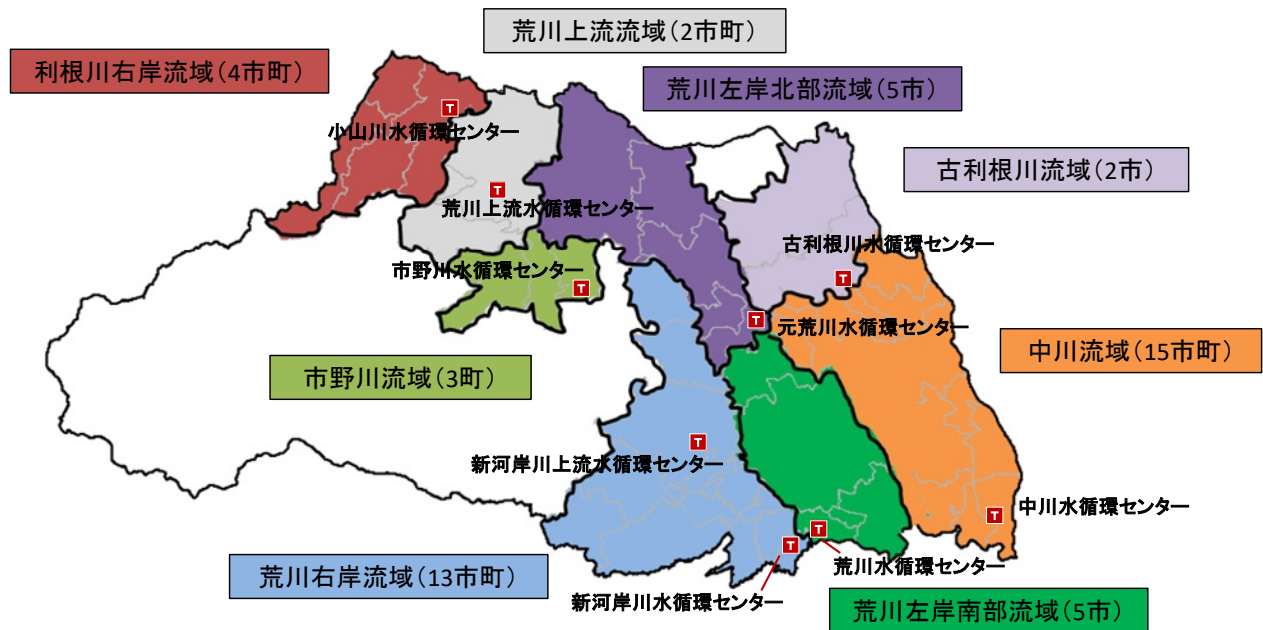 荒川上流流域(2市町)
利根川右岸流域(4市町)
荒川左岸北部流域(5市)
T
小山川水循環センター
古利根川流域(2市)
T
荒川上流水循環センター
古利根川水循環センター
市野川水循環センター
T
T
T
元荒川水循環センター
中川流域(15市町)
市野川流域(3町)
T
新河岸川上流水循環センター
中川水循環センター
T
T
T
荒川水循環センター
荒川右岸流域(13市町)
新河岸川水循環センター
荒川左岸南部流域(5市)